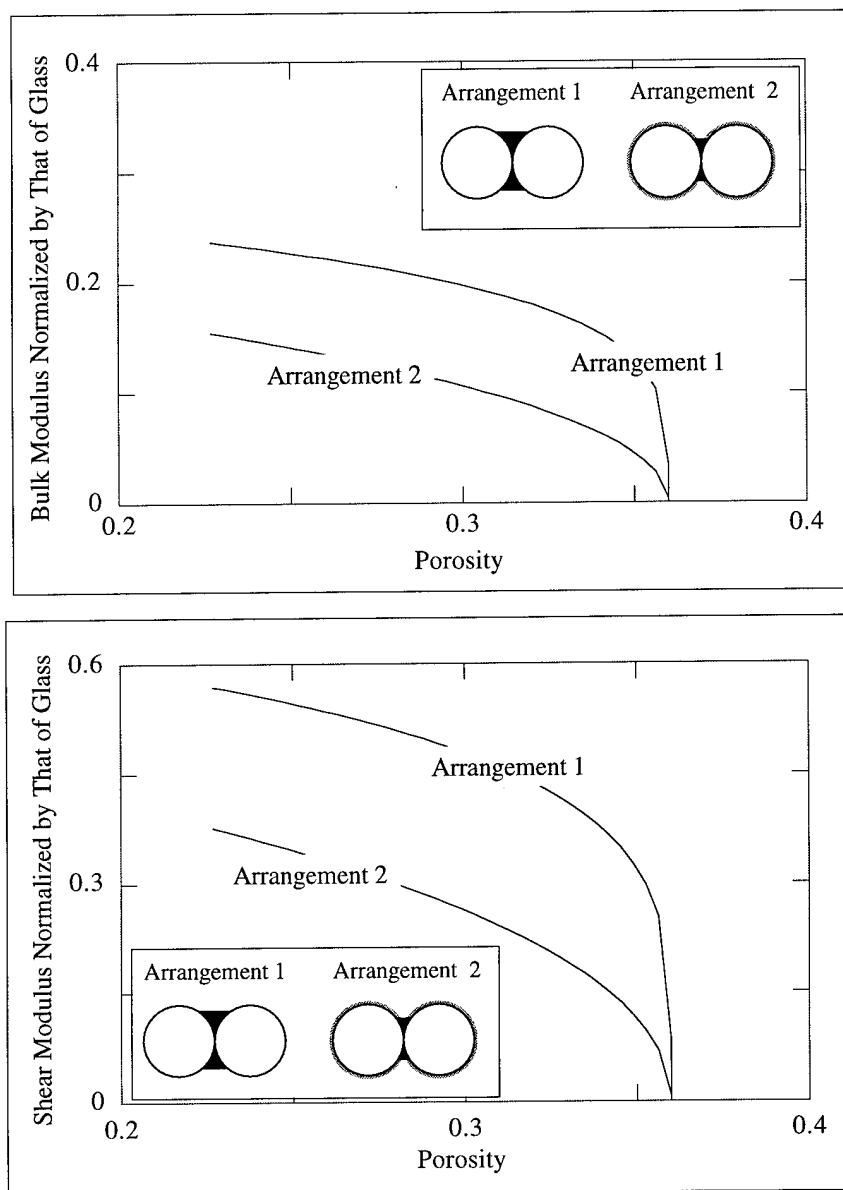 Bulk Modulus Normalized by That of Glass
0.4
0.2
0
Arrangement 1
Arrangement 2
Arrangement 1
Arrangement 2
0.2
0.3
0.4
Porosity
Shear Modulus Normalized by That of Glass
0.6
0.3
0
Arrangement 1
Arrangement 2
Arrangement 1
Arrangement 2
0.2
0.3
0.4
Porosity